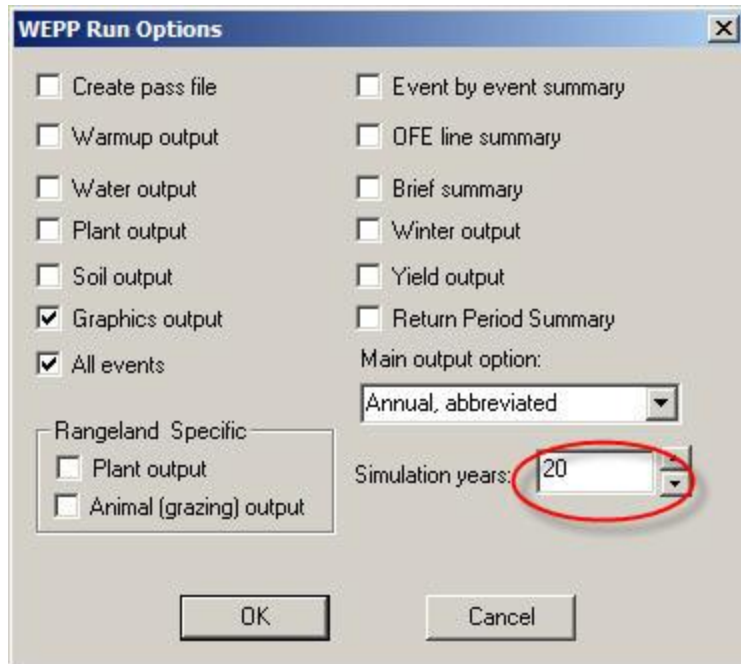 WEPP Run Options
Create pass file
Warmup output
Water output
Plant output
Soil output
Graphics output
All events
Event by event summary
OFE line summary
Brief summary
Winter output
Yield output
Return Period Summary
Main output option:
Annual, abbreviated
Rangeland Specific
Plant output
Animal (grazing) output
Simulation years: 20
OK
Cancel